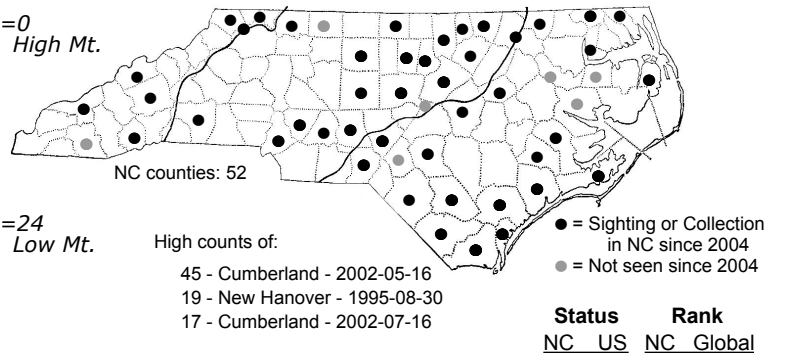 =0
High Mt.
NC counties: 52
=24
Low Mt.
High counts of:
45 - Cumberland - 2002-05-16
19 - New Hanover - 1995-08-30
17 - Cumberland - 2002-07-16
● = Sighting or Collection
in NC since 2004
● = Not seen since 2004
Status Rank
NC US NC Global